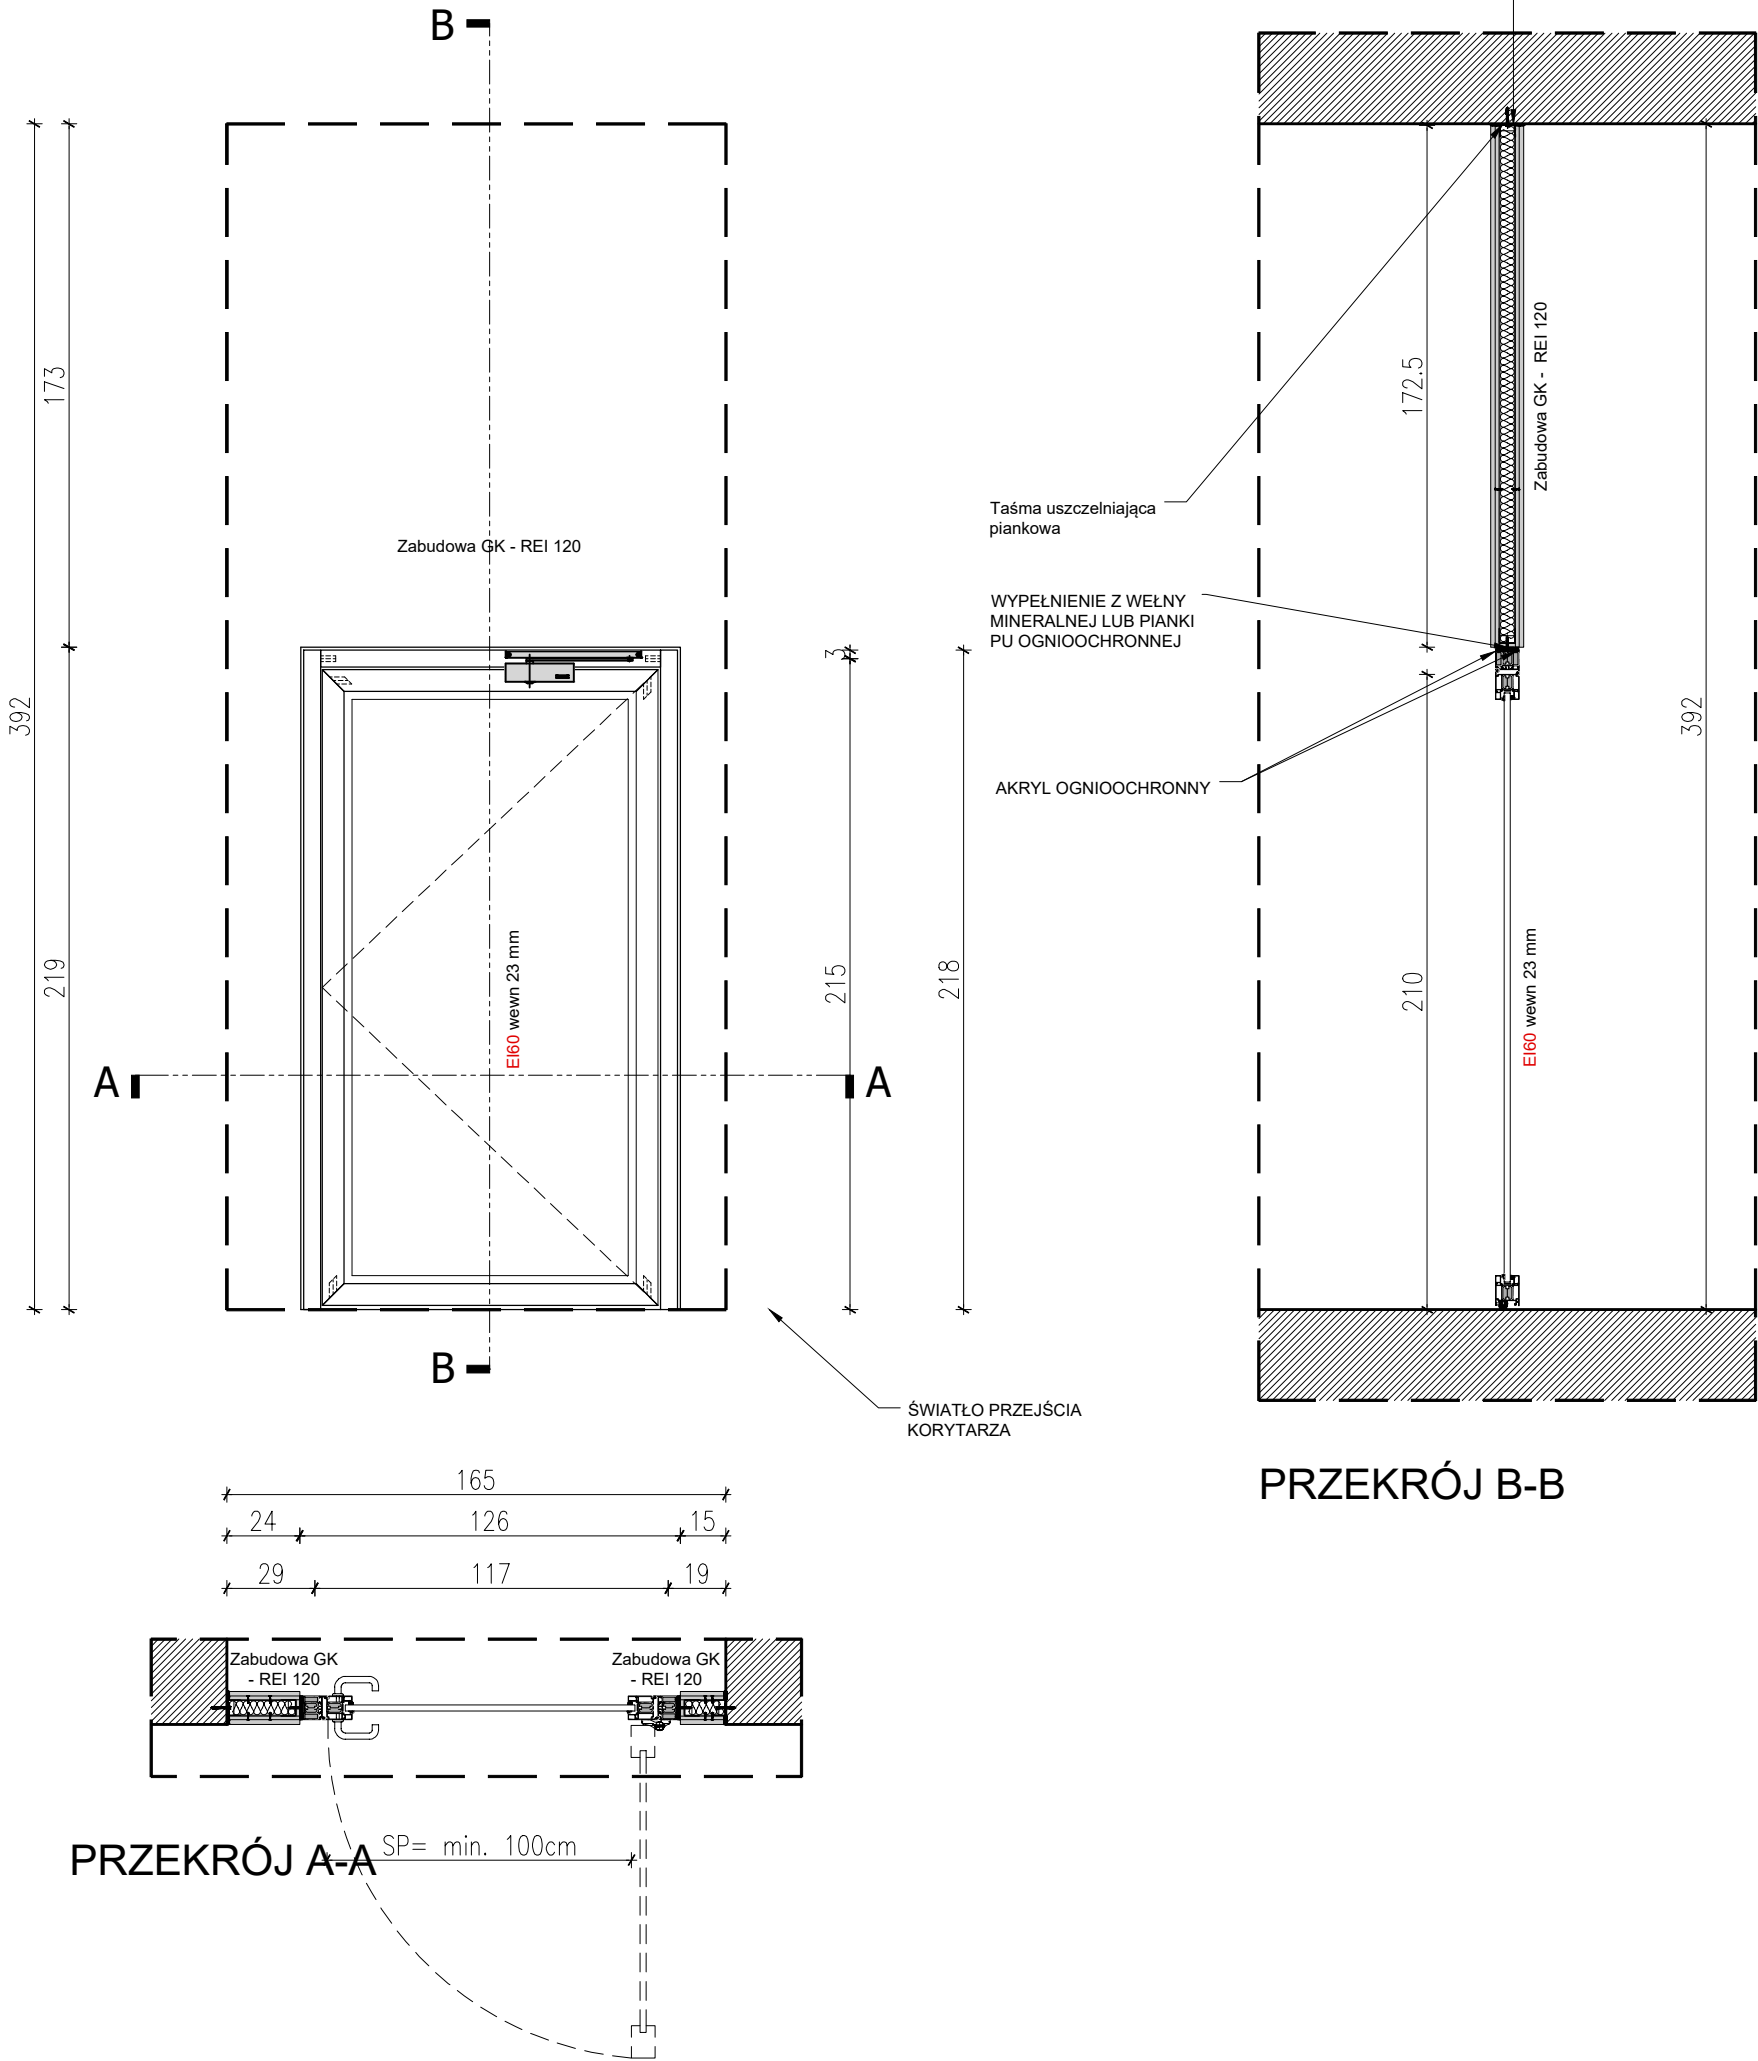 B
173
392
219
Zabudowa GK - REI 120
EI60 wewn 23 mm
3
215
218
A
A
B
ŚWIATŁO PRZEJŚCIA
KORYTARZA
Taśma uszczelniająca
piankowa
WYPEŁNIENIE Z WEŁNY
MINERALNEJ LUB PIANKI
PU OGNIOOCHRONNEJ
AKRYL OGNIOOCHRONNY
172.5
Zabudowa GK - REI 120
392
210
EI60 wewn 23 mm
PRZEKRÓJ B-B
165
24
126
15
29
117
19
Zabudowa GK
- REI 120
Zabudowa GK
- REI 120
SP= min. 100cm
PRZEKRÓJ A-A